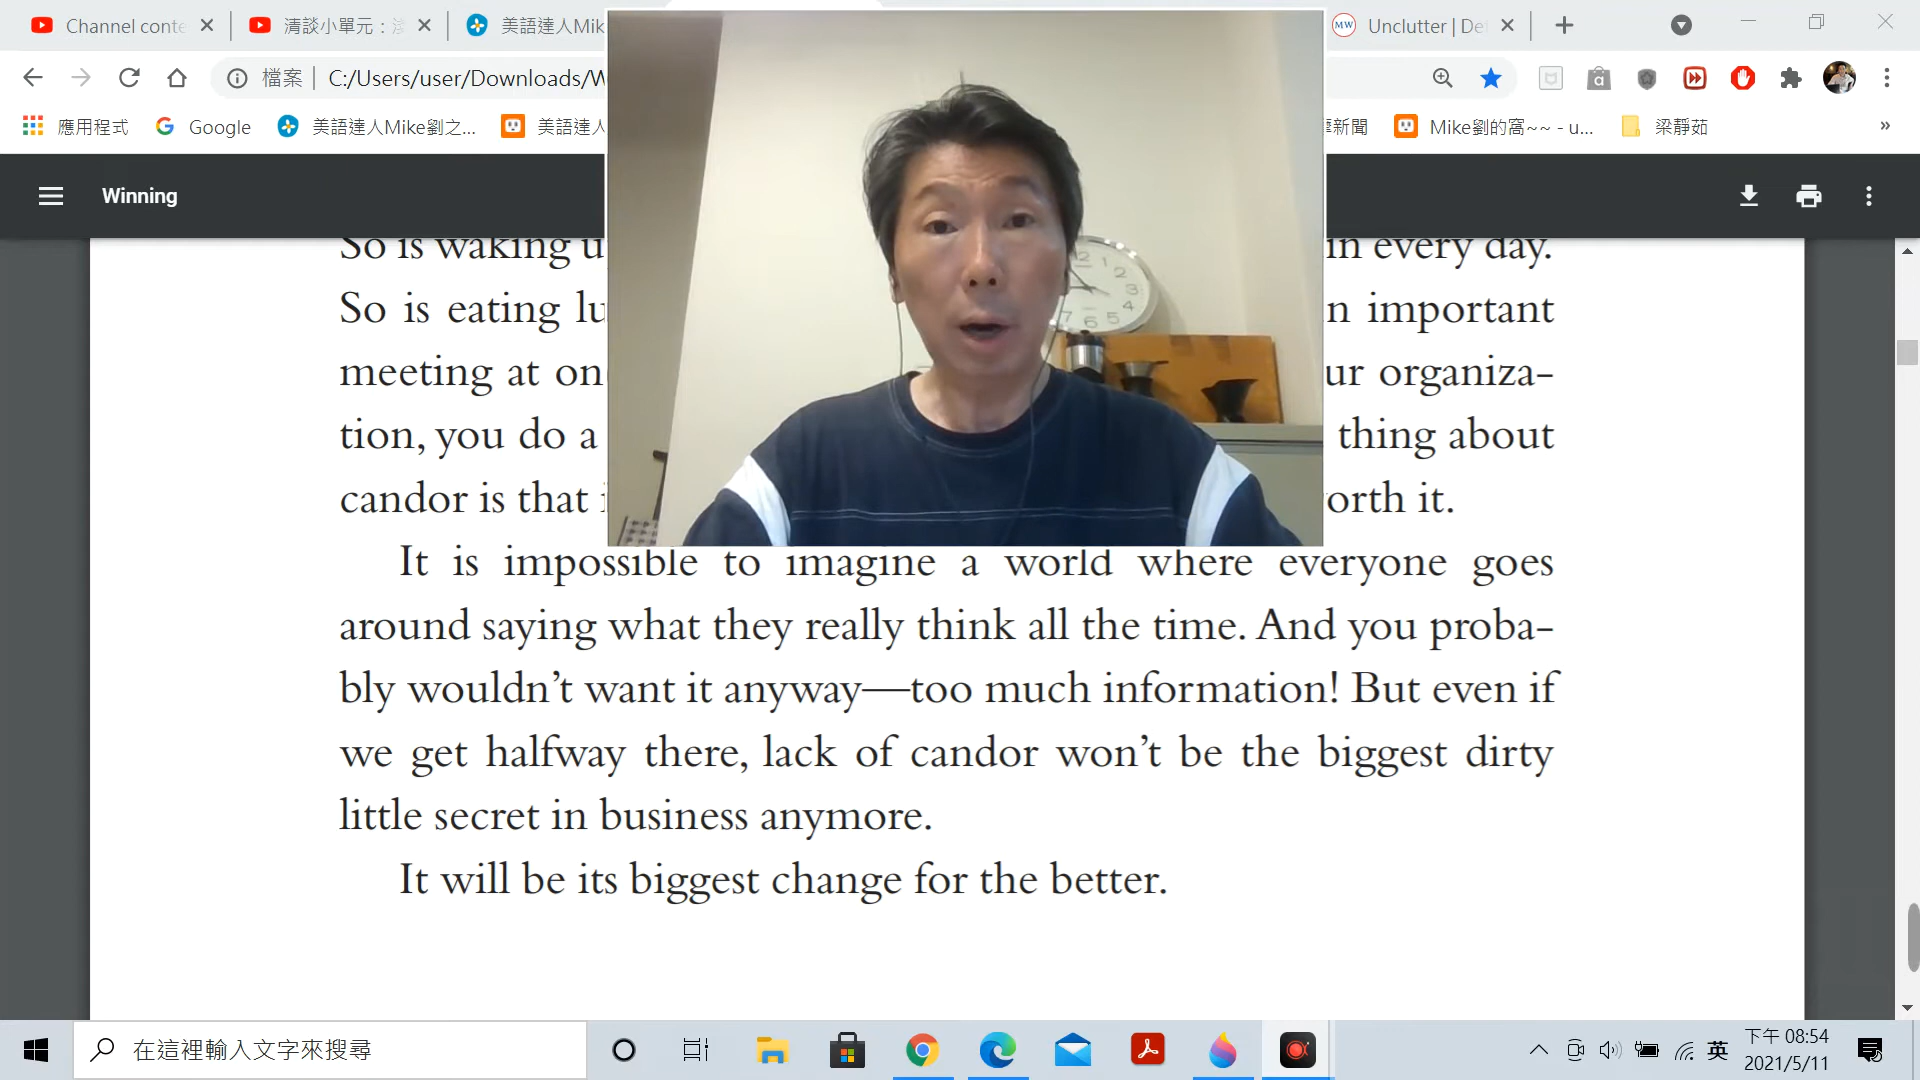 Channel conte
清談小單元：淡
美語達人Mik
Unclutter | De
檔案
C:/Users/user/Downloads/W
應用程式
Google
美語達人Mike劉之...
美語達人
新聞
Mike劉的窩~~ - u...
梁靜茹
Winning
So is waking u in every day.
So is eating lu n important
meeting at on ur organiza-
tion, you do a thing about
candor is that i orth it.
It is impossible to imagine a world where everyone goes
around saying what they really think all the time. And you proba-
bly wouldn’t want it anyway—too much information! But even if
we get halfway there, lack of candor won’t be the biggest dirty
little secret in business anymore.
It will be its biggest change for the better.
在這裡輸入文字來搜尋
英
下午 08:54
2021/5/11